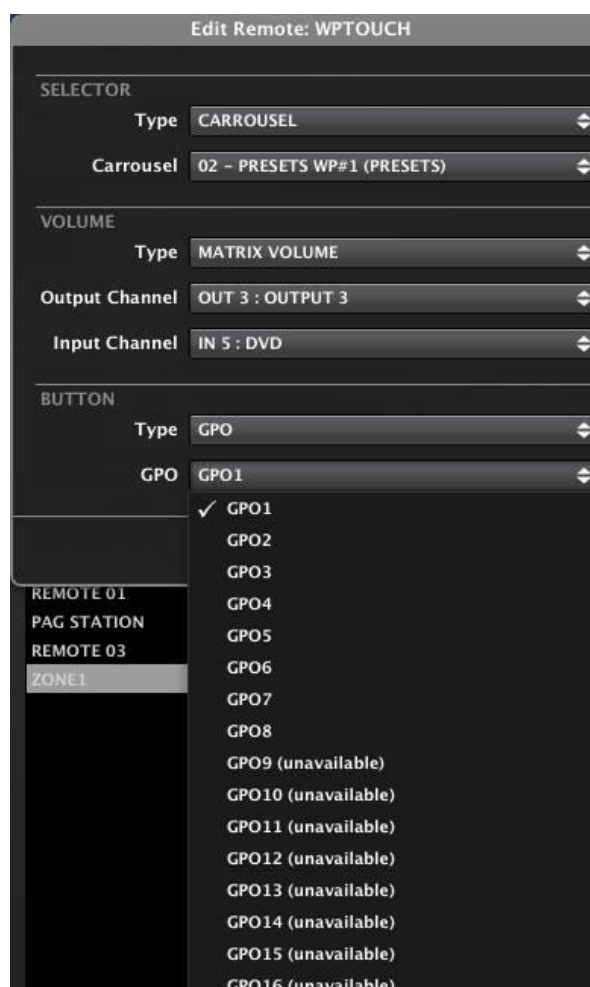 Edit Remote: WPTOUCH
SELECTOR
Type CARROUSEL
Carrousel 02 - PRESETS WP#1 (PRESETS)
VOLUME
Type MATRIX VOLUME
Output Channel OUT 3 : OUTPUT 3
Input Channel IN 5 : DVD
BUTTON
Type GPO
GPO GPO1
✓ GPO1
GPO2
GPO3
GPO4
GPO5
GPO6
GPO7
GPO8
GPO9 (unavailable)
GPO10 (unavailable)
GPO11 (unavailable)
GPO12 (unavailable)
GPO13 (unavailable)
GPO14 (unavailable)
GPO15 (unavailable)
GPO16 (unavailable)
REMOTE 01
PAG STATION
REMOTE 03
ZONE1